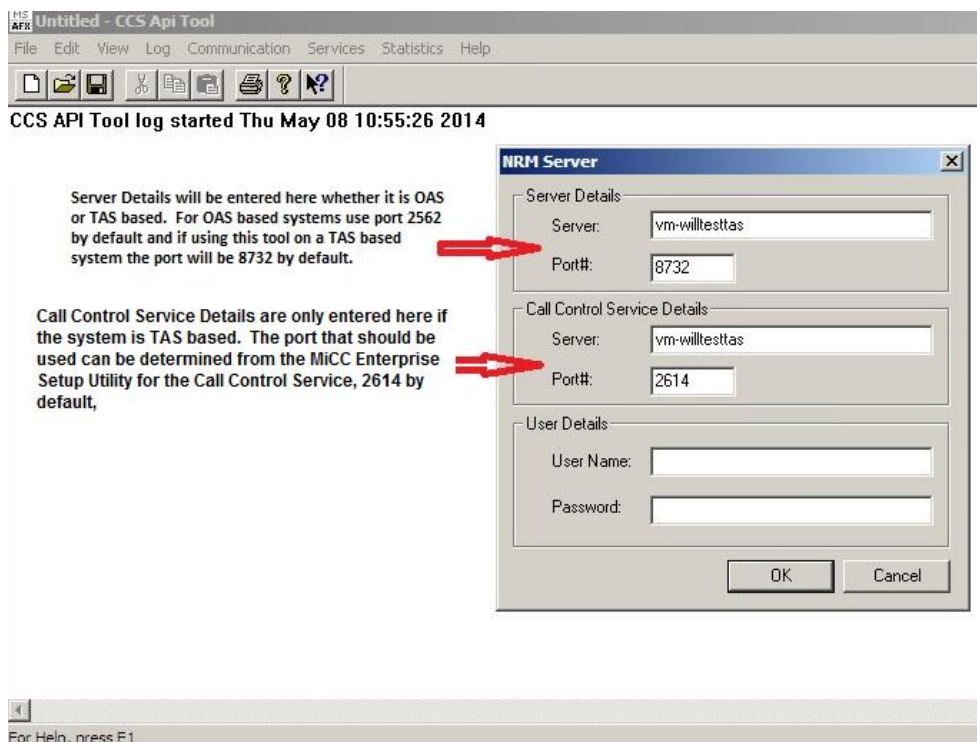 MS
AFX
Untitled - CCS Api Tool
File Edit View Log Communication Services Statistics Help
CCS API Tool log started Thu May 08 10:55:26 2014
Server Details will be entered here whether it is OAS
or TAS based. For OAS based systems use port 2562
by default and if using this tool on a TAS based
system the port will be 8732 by default.
Call Control Service Details are only entered here if
the system is TAS based. The port that should be
used can be determined from the MiCC Enterprise
Setup Utility for the Call Control Service, 2614 by
default,
NRM Server
Server Details
Server: vm-willtesttas
Port#: 8732
Call Control Service Details
Server: vm-willtesttas
Port#: 2614
User Details
User Name:
Password:
OK Cancel
For Help, press F1